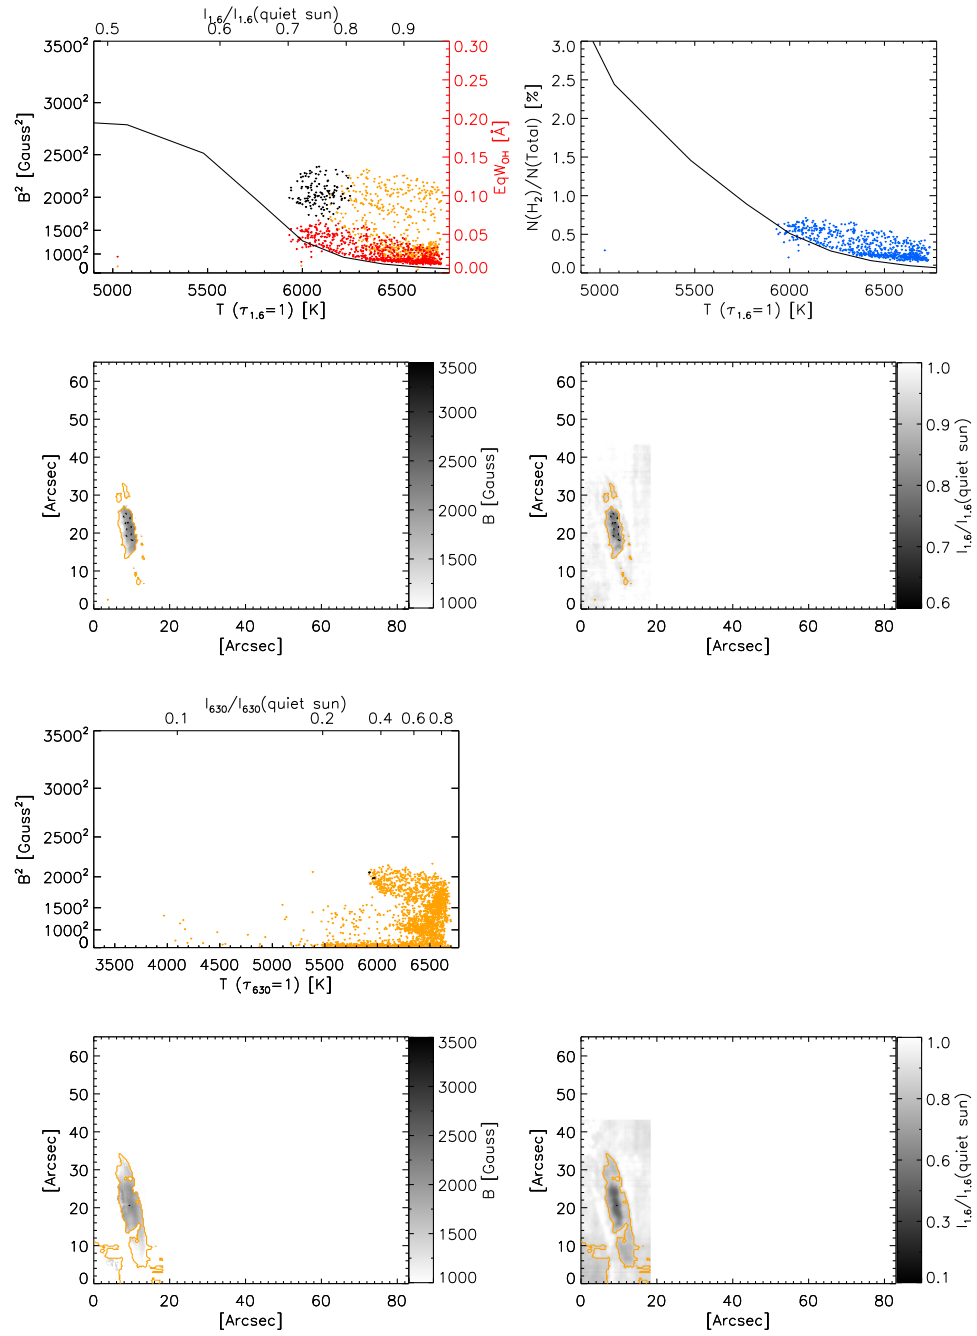 I₁.₆/I₁.₆(quiet sun)
0.5 0.6 0.7 0.8 0.9
3500² 3000² 2500² 2000² 1500² 1000² 0
B² [Gauss²]
0.30 0.25 0.20 0.15 0.10 0.05 0.00
EqW_OH [Å]
5000 5500 6000 6500
T (τ₁.₆=1) [K]
3.0 2.5 2.0 1.5 1.0 0.5 0.0
N(H₂)/N(Total) [%]
5000 5500 6000 6500
T (τ₁.₆=1) [K]
60 50 40 30 20 10 0
[Arcsec]
0 20 40 60 80
[Arcsec]
3500 3000 2500 2000 1500 1000
B [Gauss]
60 50 40 30 20 10 0
[Arcsec]
0 20 40 60 80
[Arcsec]
1.0 0.9 0.8 0.7 0.6
I₁.₆/I₁.₆(quiet sun)
I₆₃₀/I₆₃₀(quiet sun)
0.1 0.2 0.4 0.6 0.8
3500² 3000² 2500² 2000² 1500² 1000² 0
B² [Gauss²]
3500 4000 4500 5000 5500 6000 6500
T (τ₆₃₀=1) [K]
60 50 40 30 20 10 0
[Arcsec]
0 20 40 60 80
[Arcsec]
3500 3000 2500 2000 1500 1000
B [Gauss]
60 50 40 30 20 10 0
[Arcsec]
0 20 40 60 80
[Arcsec]
1.0 0.8 0.6 0.3 0.1
I₁.₆/I₁.₆(quiet sun)